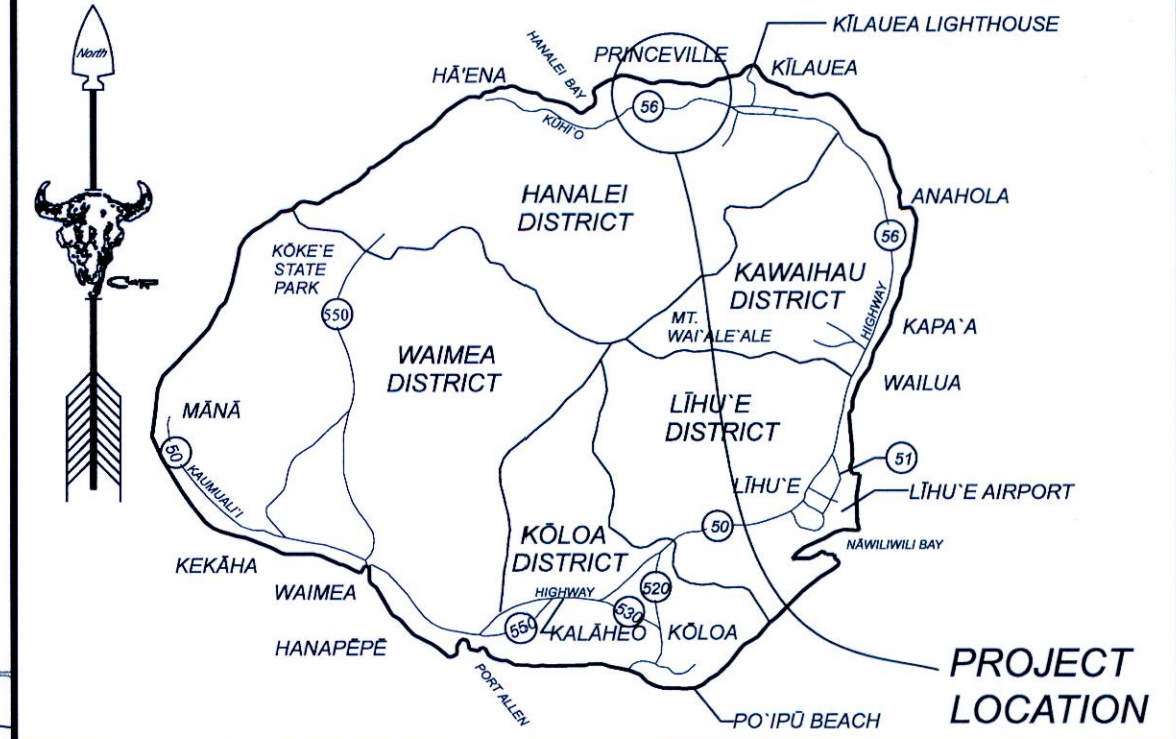 North
KĪLAUEA LIGHTHOUSE
PRINCEVILLE
HANALEI BAY
HĀ'ENA
KĪLAUEA
56
KŪHI'O
HANALEI
DISTRICT
ANAHOLA
56
KŌKE`E
STATE
PARK
KAWAIHAU
DISTRICT
HIGHWAY
550
MT.
WAI`ALE`ALE
KAPA`A
WAIMEA
DISTRICT
WAILUA
MĀNĀ
LĪHU`E
DISTRICT
50
51
KAUMUALI'I
LĪHU`E
LĪHU`E AIRPORT
50
KŌLOA
DISTRICT
NĀWILIWILI BAY
KEKĀHA
WAIMEA
HIGHWAY
520
530
550
KALĀHEO
KŌLOA
HANAPĒPĒ
PORT ALLEN
PROJECT
LOCATION
PO`IPŪ BEACH